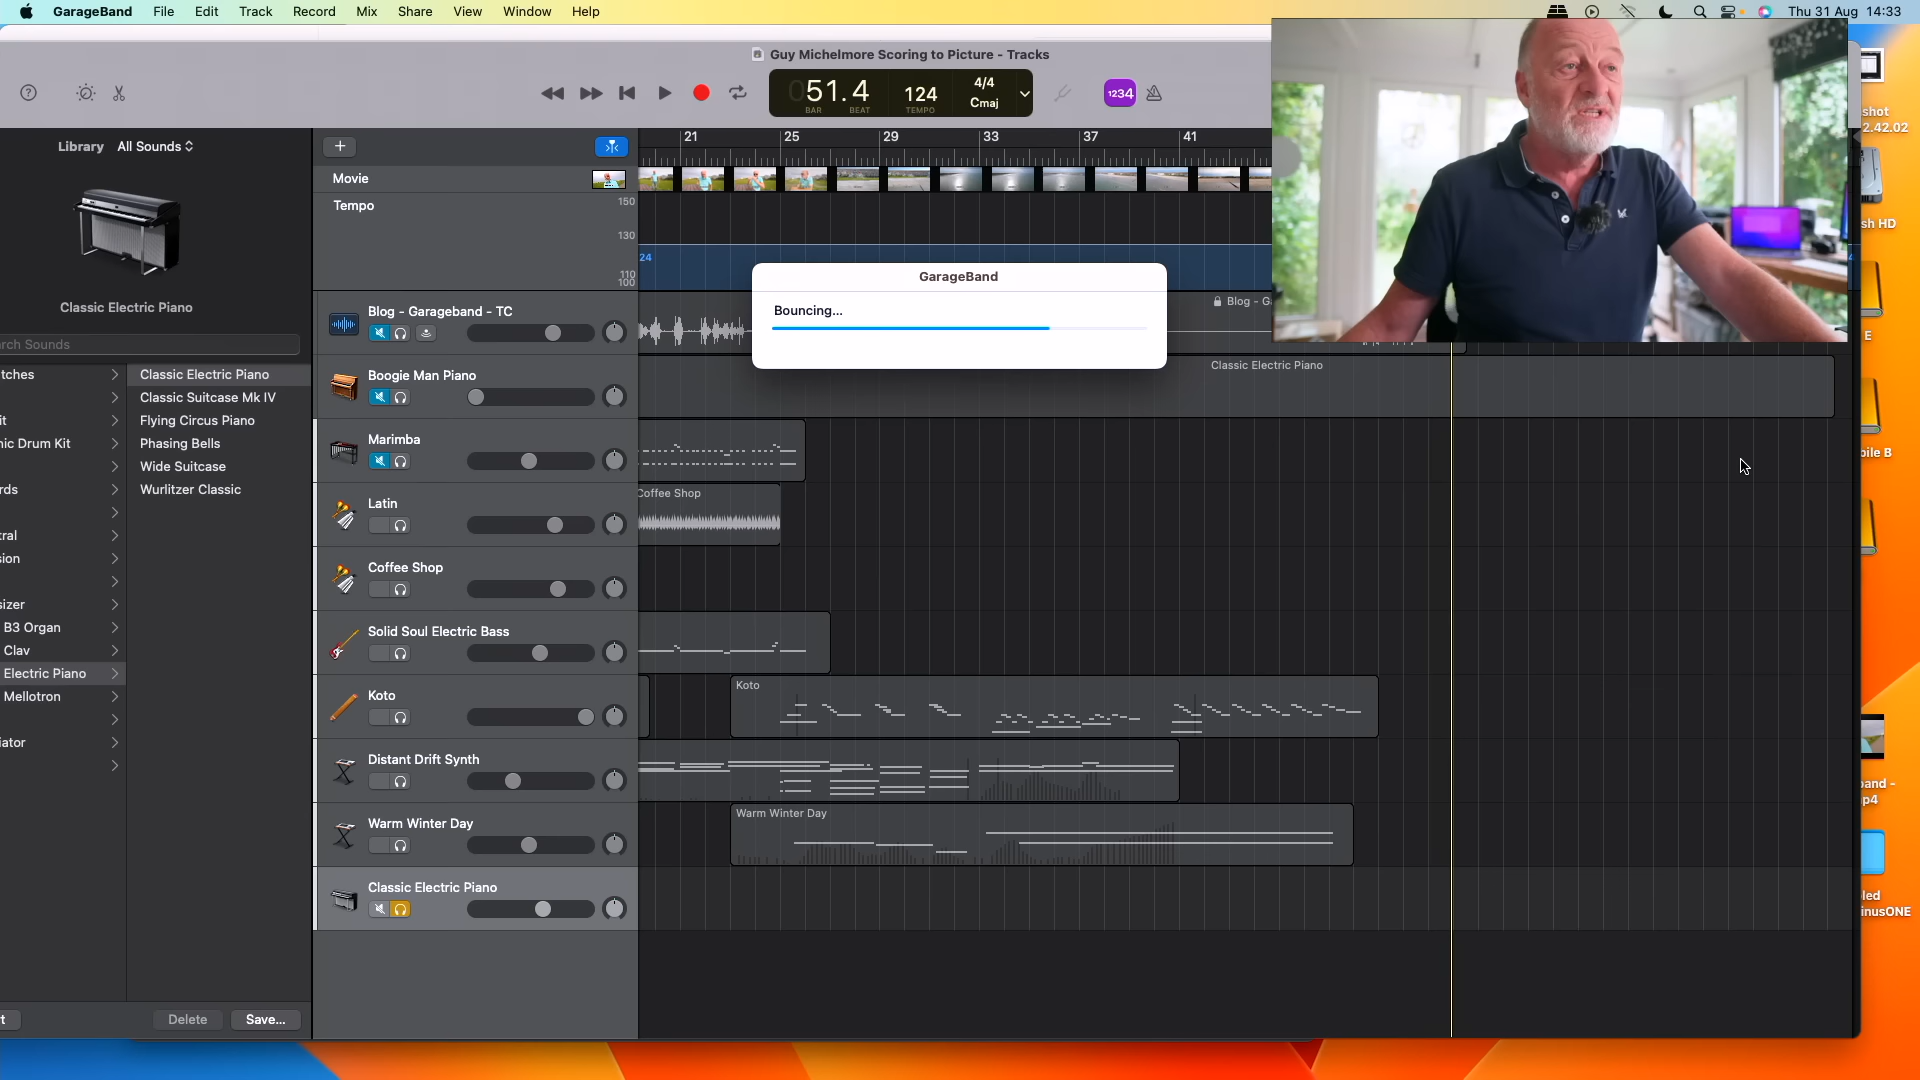 GarageBand File Edit Track Record Mix Share View Window Help
Thu 31 Aug 14:33
Guy Michelmore Scoring to Picture - Tracks
051.4 124 4/4
Cmaj
BAR BEAT TEMPO
1234
shot
2.42.02
Library All Sounds
Classic Electric Piano
rch Sounds
tches
it
nic Drum Kit
rds
tral
sion
sizer
B3 Organ
Clav
Electric Piano
Mellotron
iator
Classic Electric Piano
Classic Suitcase Mk IV
Flying Circus Piano
Phasing Bells
Wide Suitcase
Wurlitzer Classic
t Delete Save...
21 25 29 33 37 41
Movie
Tempo
150
130
110
100
24
GarageBand
Bouncing...
Blog - Garageband - TC
Blog - Ga
Boogie Man Piano
Classic Electric Piano
Marimba
Latin
Coffee Shop
Coffee Shop
Solid Soul Electric Bass
Koto
Koto
Distant Drift Synth
Warm Winter Day
Warm Winter Day
Classic Electric Piano
sh HD
E
bile B
band -
p4
led
inusONE